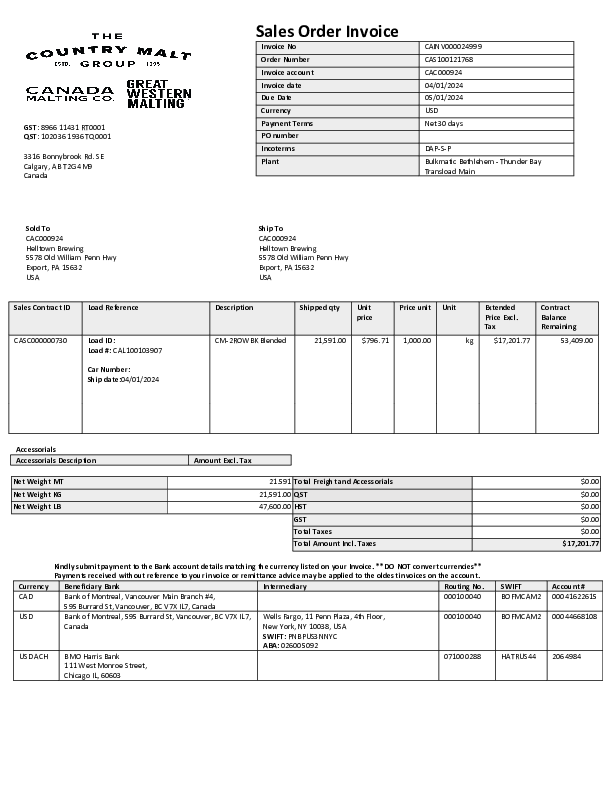 THE
COUNTRY MALT
ESTD. GROUP 1995
CANADA MALTING CO.
GREAT WESTERN MALTING
GST: 8966 11431 RT0001
QST: 102036 1936 TQ0001
3316 Bonnybrook Rd. SE
Calgary, AB T2G 4M9
Canada
Sales Order Invoice
Invoice No CAINV000024999
Order Number CAS100121768
Invoice account CAC000924
Invoice date 04/01/2024
Due Date 05/01/2024
Currency USD
Payment Terms Net 30 days
PO number
Incoterms DAP-S-P
Plant Bulkmatic Bethlehem - Thunder Bay
Transload Main
Sold To
CAC000924
Helltown Brewing
5578 Old William Penn Hwy
Export, PA 15632
USA
Ship To
CAC000924
Helltown Brewing
5578 Old William Penn Hwy
Export, PA 15632
USA
Sales Contract ID Load Reference Description Shipped qty Unit price Price unit Unit Extended Price Excl. Tax Contract Balance Remaining
CASC000000730 Load ID: CM-2ROW BK Blended 21,591.00 $796.71 1,000.00 kg $17,201.77 53,409.00
Load #: CAL100103907
Car Number:
Ship date:04/01/2024
Accessorials
Accessorials Description Amount Excl. Tax
Net Weight MT 21.591 Total Freight and Accessorials $0.00
Net Weight KG 21,591.00 QST $0.00
Net Weight LB 47,600.00 HST $0.00
GST $0.00
Total Taxes $0.00
Total Amount Incl. Taxes $17,201.77
Kindly submit payment to the Bank account details matching the currency listed on your Invoice. **DO NOT convert currencies**
Payments received without reference to your invoice or remittance advice may be applied to the oldest invoices on the account.
Currency Beneficiary Bank Intermediary Routing No. SWIFT Account #
CAD Bank of Montreal, Vancouver Main Branch #4, 000100040 BOFMCAM2 00041622615
595 Burrard St, Vancouver, BC V7X IL7, Canada
USD Bank of Montreal, 595 Burrard St, Vancouver, BC V7X IL7, Wells Fargo, 11 Penn Plaza, 4th Floor, 000100040 BOFMCAM2 00044668108
Canada New York, NY 10038, USA
SWIFT: PNBPUS3NNYC
ABA: 026005092
USD ACH BMO Harris Bank 071000288 HATRUS44 2064984
111 West Monroe Street,
Chicago IL, 60603